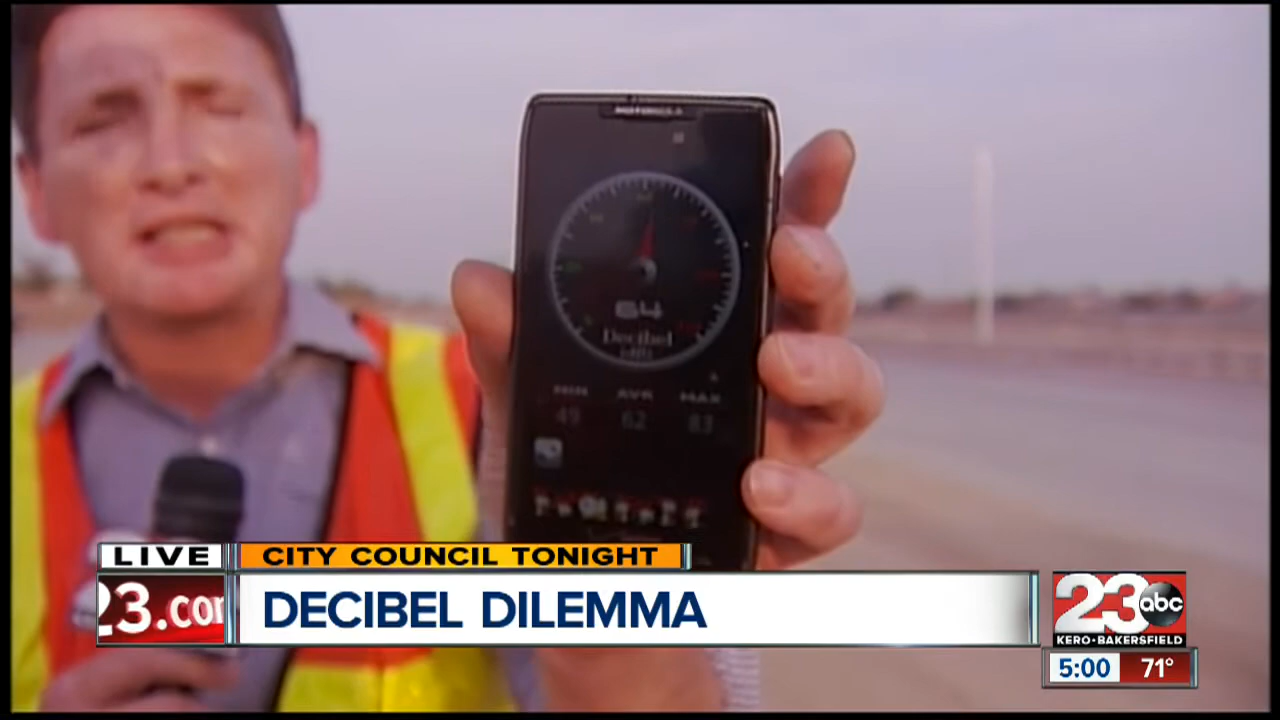 MOTOROLA
64
Decibel
MIN AVR MAX
49 62 83
LIVE
CITY COUNCIL TONIGHT
23.co
DECIBEL DILEMMA
23 abc
KERO-BAKERSFIELD
5:00 71°